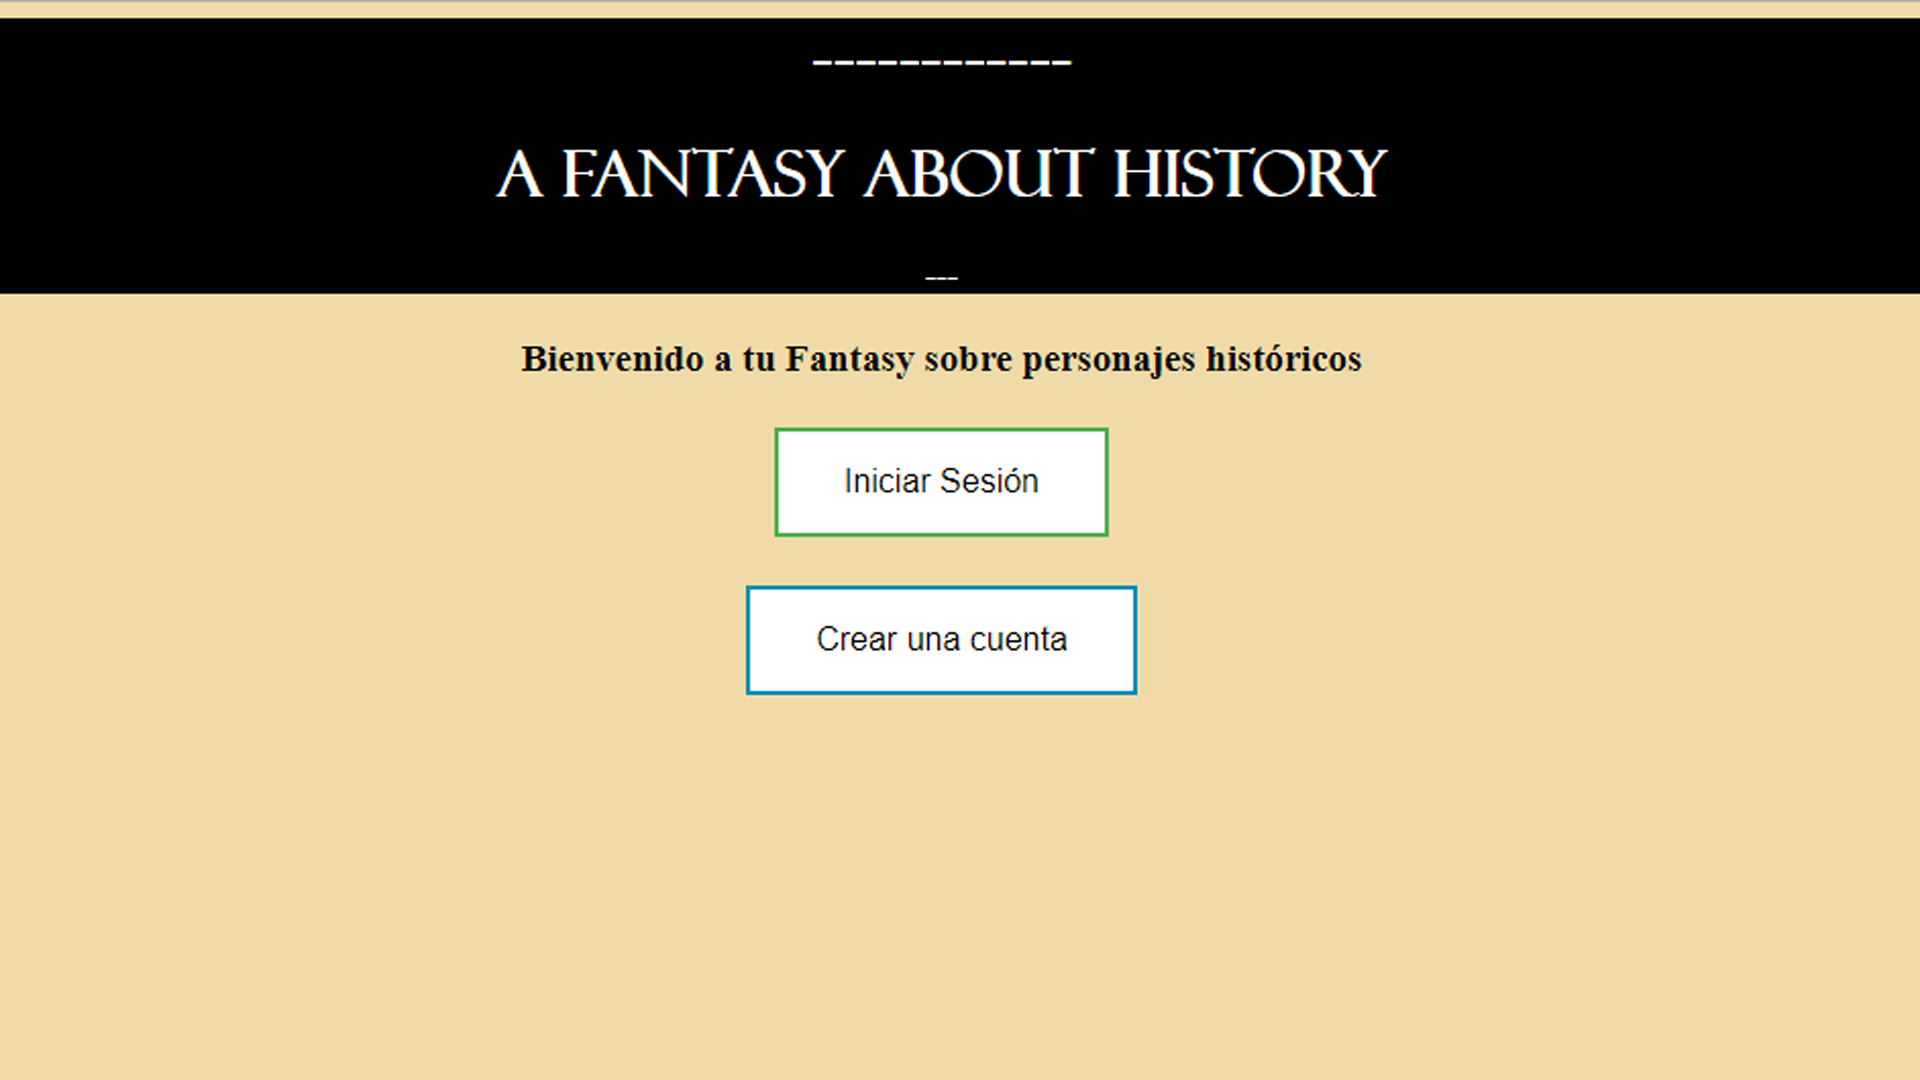 ------------
A FANTASY ABOUT HISTORY
---
Bienvenido a tu Fantasy sobre personajes históricos
Iniciar Sesión
Crear una cuenta